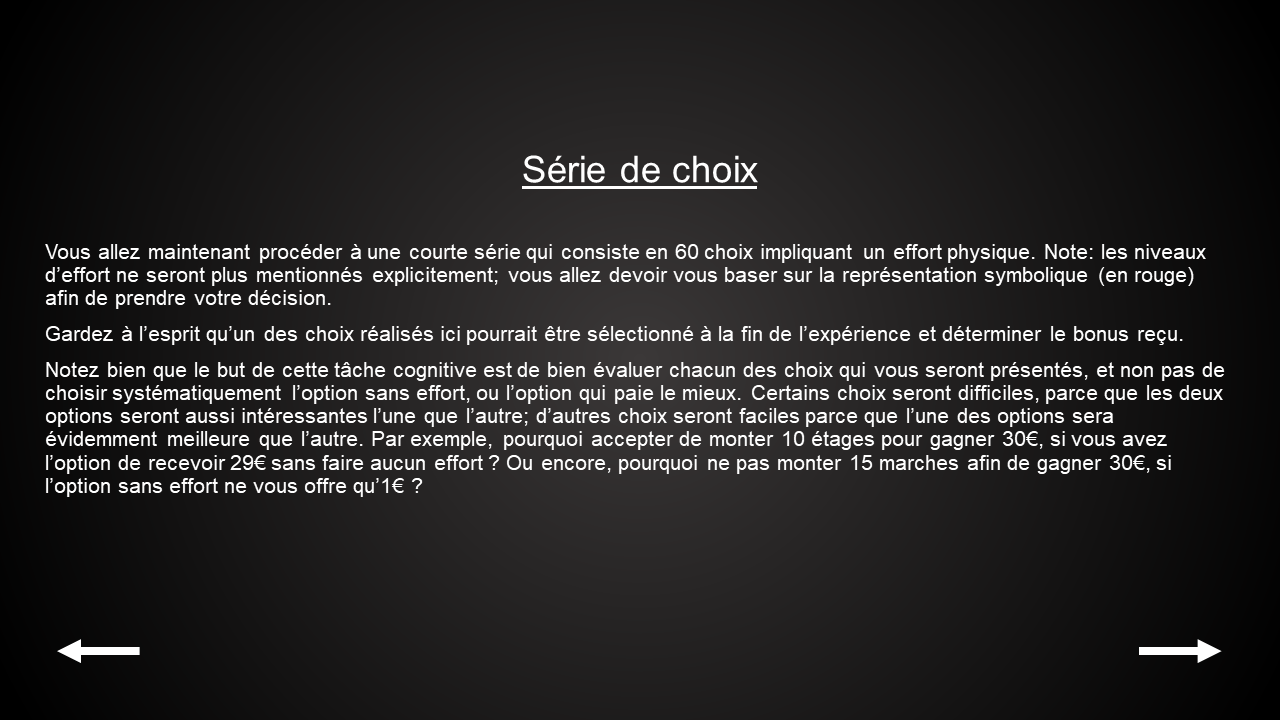 Série de choix
Vous allez maintenant procéder à une courte série qui consiste en 60 choix impliquant un effort physique. Note: les niveaux
d’effort ne seront plus mentionnés explicitement; vous allez devoir vous baser sur la représentation symbolique (en rouge)
afin de prendre votre décision.
Gardez à l’esprit qu’un des choix réalisés ici pourrait être sélectionné à la fin de l’expérience et déterminer le bonus reçu.
Notez bien que le but de cette tâche cognitive est de bien évaluer chacun des choix qui vous seront présentés, et non pas de
choisir systématiquement l’option sans effort, ou l’option qui paie le mieux. Certains choix seront difficiles, parce que les deux
options seront aussi intéressantes l’une que l’autre; d’autres choix seront faciles parce que l’une des options sera
évidemment meilleure que l’autre. Par exemple, pourquoi accepter de monter 10 étages pour gagner 30€, si vous avez
l’option de recevoir 29€ sans faire aucun effort ? Ou encore, pourquoi ne pas monter 15 marches afin de gagner 30€, si
l’option sans effort ne vous offre qu’1€ ?